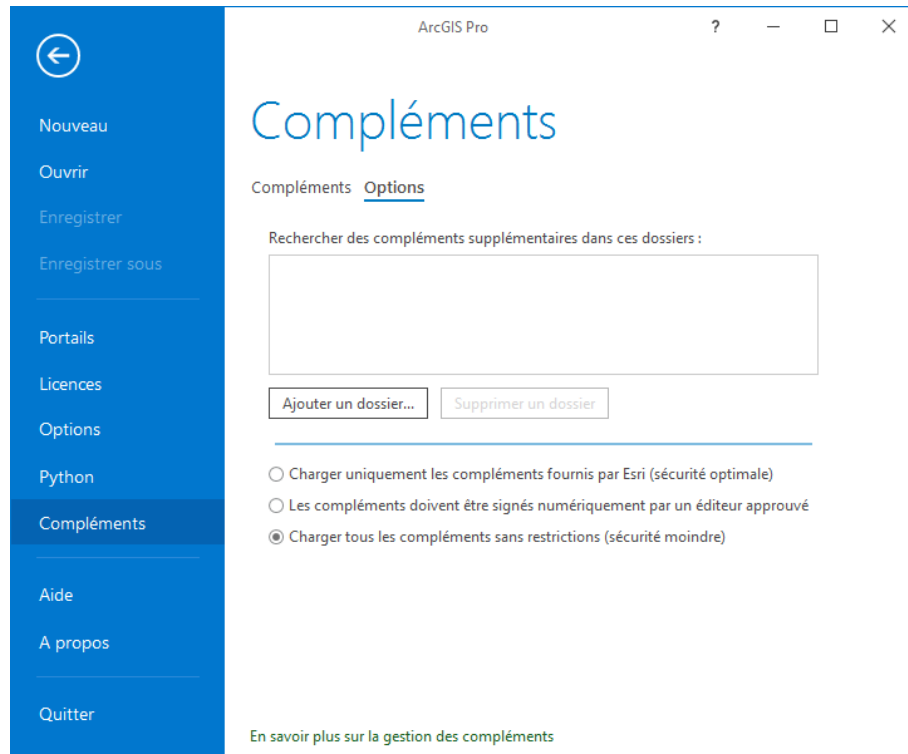 ArcGIS Pro
?
Nouveau
Ouvrir
Enregistrer
Enregistrer sous
Portails
Licences
Options
Python
Compléments
Aide
A propos
Quitter
Compléments
Compléments Options
Rechercher des compléments supplémentaires dans ces dossiers :
Ajouter un dossier... Supprimer un dossier
Charger uniquement les compléments fournis par Esri (sécurité optimale)
Les compléments doivent être signés numériquement par un éditeur approuvé
Charger tous les compléments sans restrictions (sécurité moindre)
En savoir plus sur la gestion des compléments